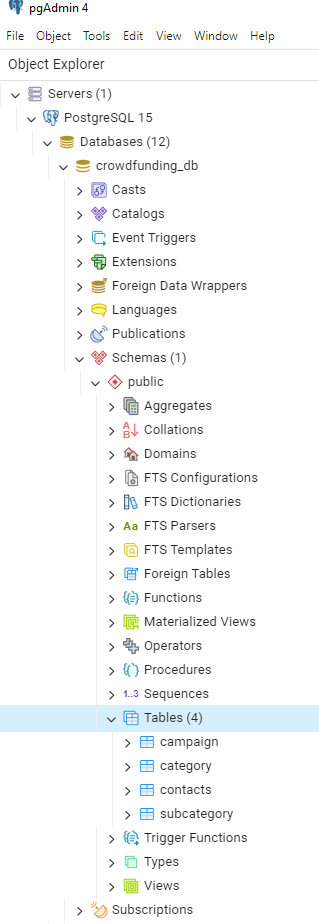 pgAdmin 4
File Object Tools Edit View Window Help
Object Explorer
Servers (1)
PostgreSQL 15
Databases (12)
crowdfunding_db
Casts
Catalogs
Event Triggers
Extensions
Foreign Data Wrappers
Languages
Publications
Schemas (1)
public
Aggregates
A↓B Collations
Domains
FTS Configurations
FTS Dictionaries
Aa FTS Parsers
FTS Templates
Foreign Tables
Functions
Materialized Views
Operators
Procedures
1..3 Sequences
Tables (4)
campaign
category
contacts
subcategory
Trigger Functions
Types
Views
Subscriptions